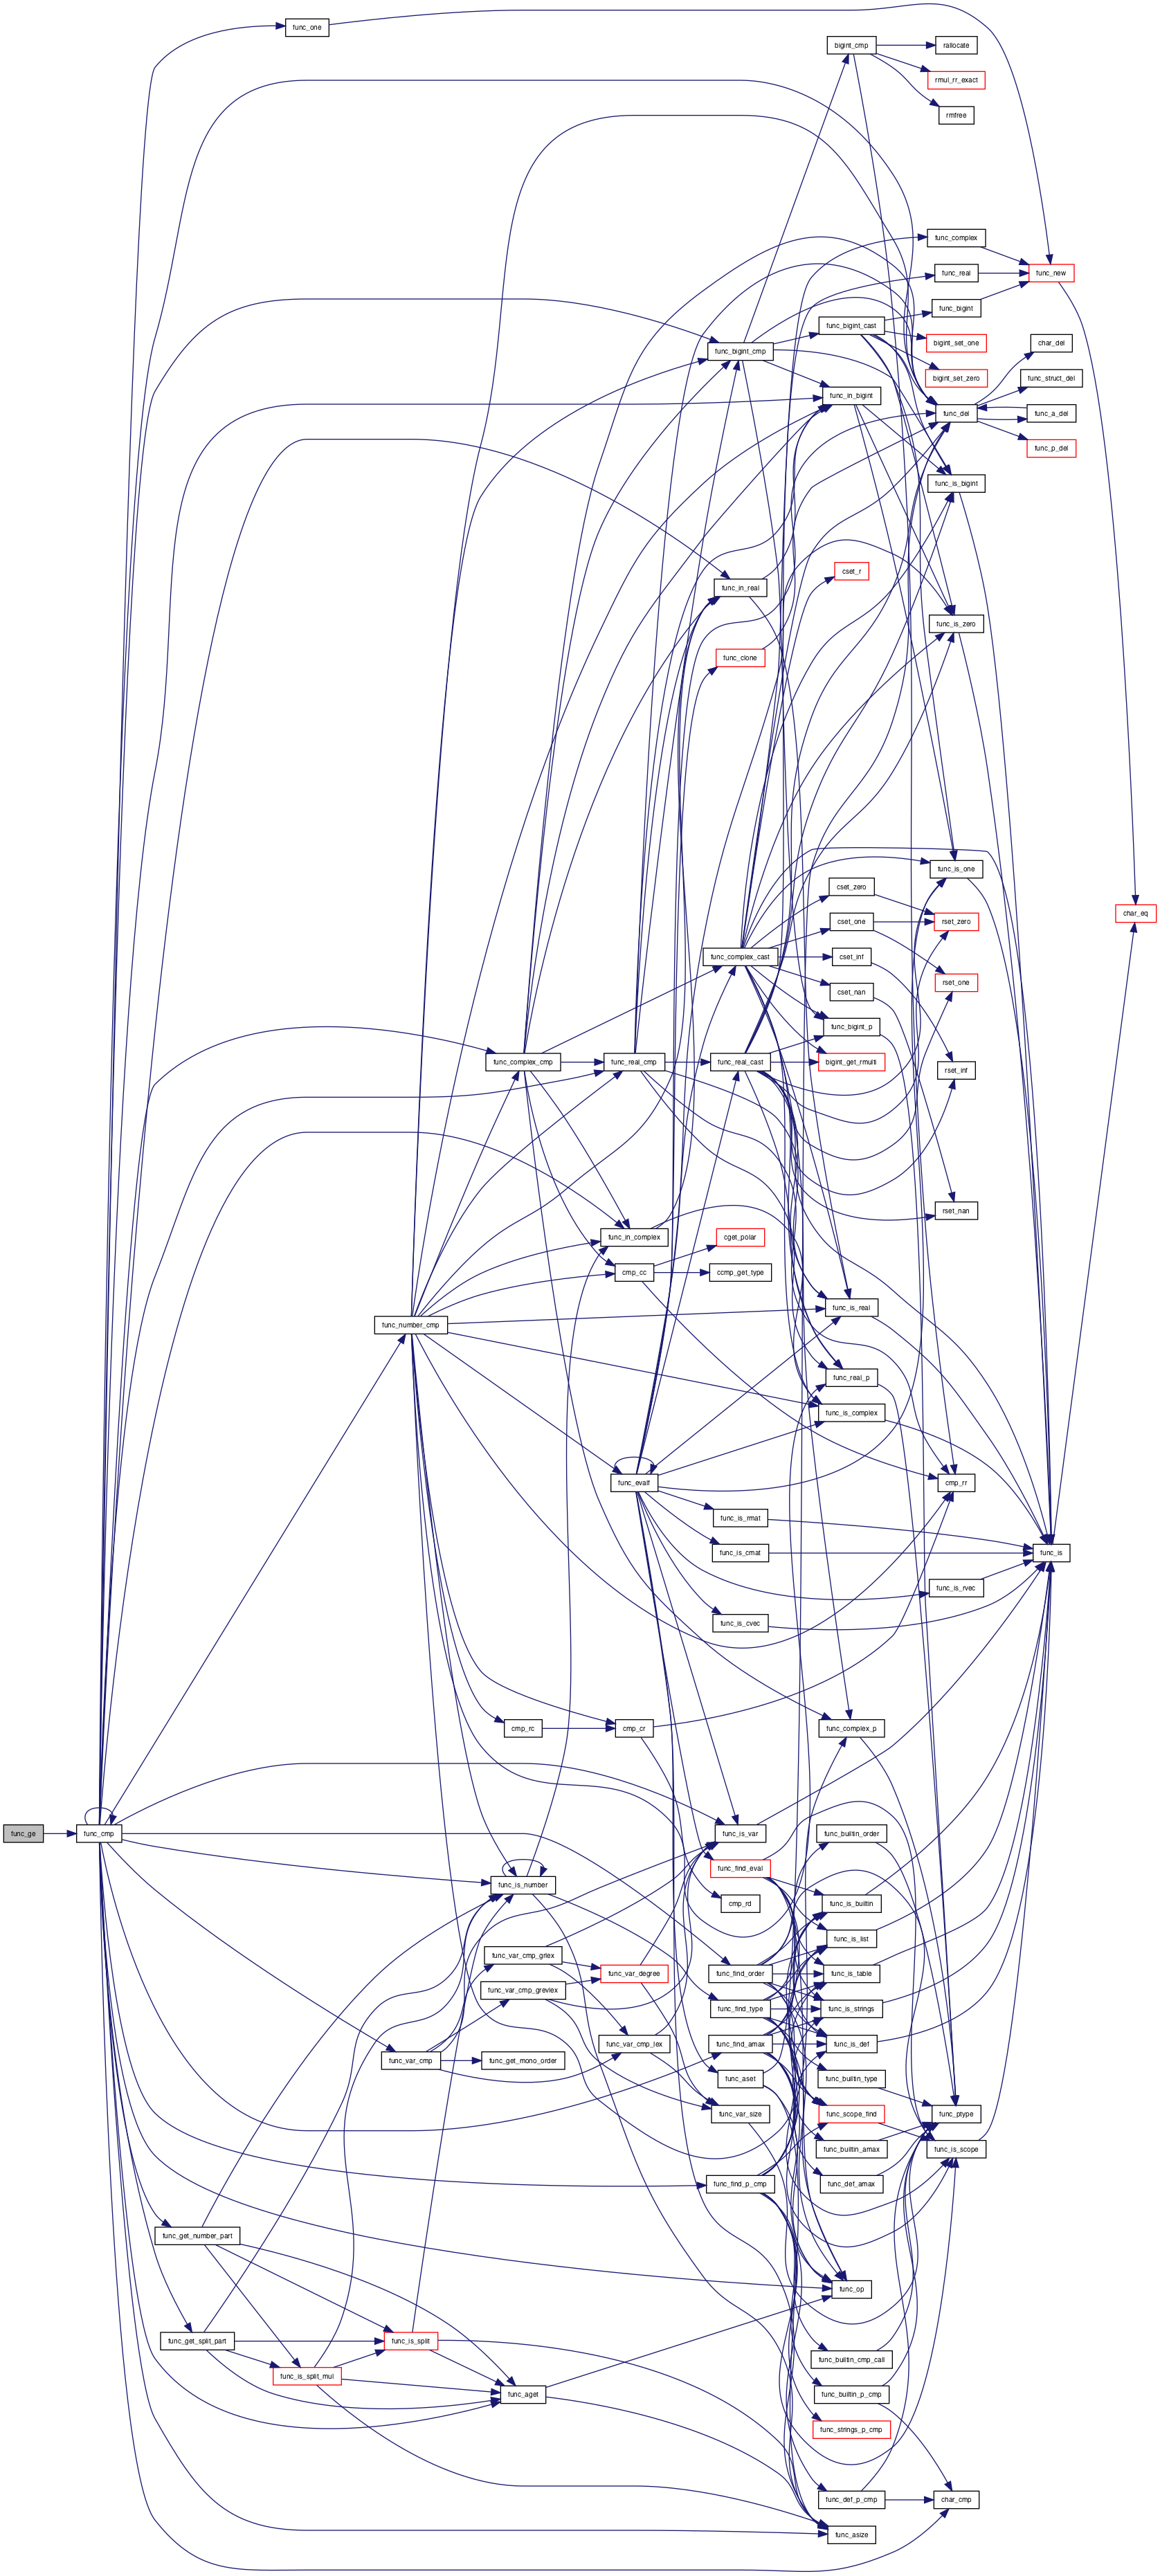 func_one
bigint_cmp
rallocate
rmul_rr_exact
rmfree
func_complex
func_real
func_new
func_bigint
func_bigint_cast
bigint_set_one
char_del
func_bigint_cmp
bigint_set_zero
func_struct_del
func_in_bigint
func_del
func_a_del
func_p_del
func_is_bigint
cset_r
func_in_real
func_is_zero
func_clone
func_is_one
cset_zero
char_eq
cset_one
rset_zero
func_complex_cast
cset_inf
rset_one
cset_nan
func_bigint_p
func_complex_cmp
func_real_cmp
func_real_cast
bigint_get_rmulti
rset_inf
rset_nan
func_in_complex
cget_polar
cmp_cc
ccmp_get_type
func_is_real
func_number_cmp
func_real_p
func_is_complex
func_evalf
cmp_rr
func_is_rmat
func_is_cmat
func_is
func_is_rvec
func_is_cvec
cmp_rc
cmp_cr
func_complex_p
func_ge
func_cmp
func_is_var
func_builtin_order
func_find_eval
func_is_number
cmp_rd
func_is_builtin
func_is_list
func_var_cmp_grlex
func_var_degree
func_find_order
func_is_table
func_var_cmp_grevlex
func_find_type
func_is_strings
func_var_cmp_lex
func_find_amax
func_is_def
func_var_cmp
func_get_mono_order
func_aset
func_builtin_type
func_var_size
func_scope_find
func_ptype
func_builtin_amax
func_is_scope
func_find_p_cmp
func_def_amax
func_get_number_part
func_op
func_get_split_part
func_is_split
func_builtin_cmp_call
func_is_split_mul
func_aget
func_builtin_p_cmp
func_strings_p_cmp
func_def_p_cmp
char_cmp
func_asize